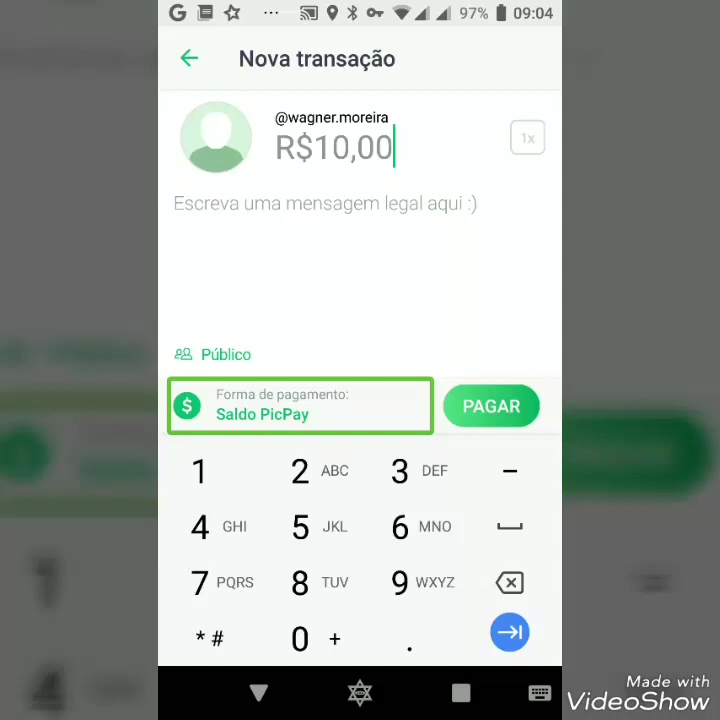 97% 09:04
Nova transação
@wagner.moreira
R$10,00
1x
Escreva uma mensagem legal aqui :)
Público
Forma de pagamento:
Saldo PicPay
PAGAR
1 2 ABC 3 DEF –
4 GHI 5 JKL 6 MNO
7 PQRS 8 TUV 9 WXYZ
* # 0 + .
Made with
VideoShow